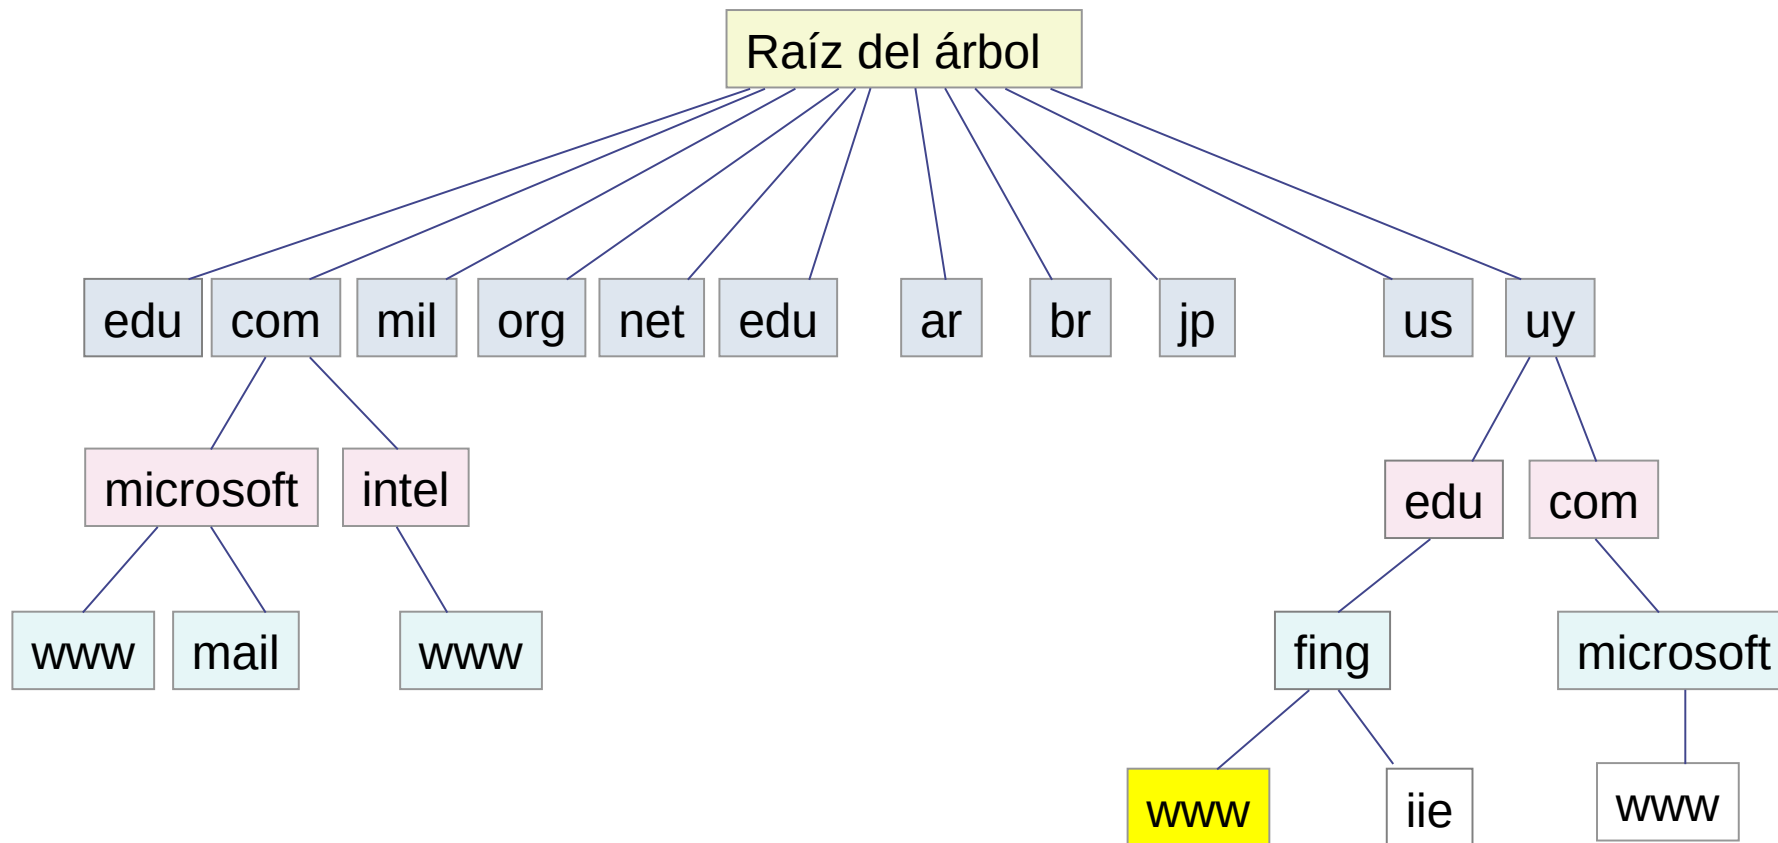 Raíz del árbol
edu com mil org net edu ar br jp us uy
microsoft intel edu com
www mail www fing microsoft
www iie www